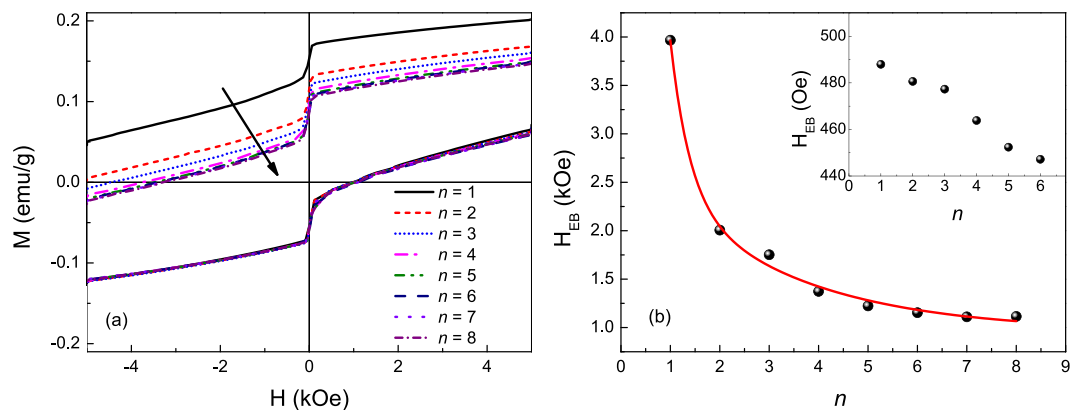 0.2
0.1
0.0
-0.1
-0.2
M (emu/g)
-4
-2
0
2
4
H (kOe)
(a)
n = 1
n = 2
n = 3
n = 4
n = 5
n = 6
n = 7
n = 8
4.0
3.5
3.0
2.5
2.0
1.5
1.0
H_EB (kOe)
0 1 2 3 4 5 6 7 8 9
n
(b)
500
480
460
440
H_EB (Oe)
0 1 2 3 4 5 6
n